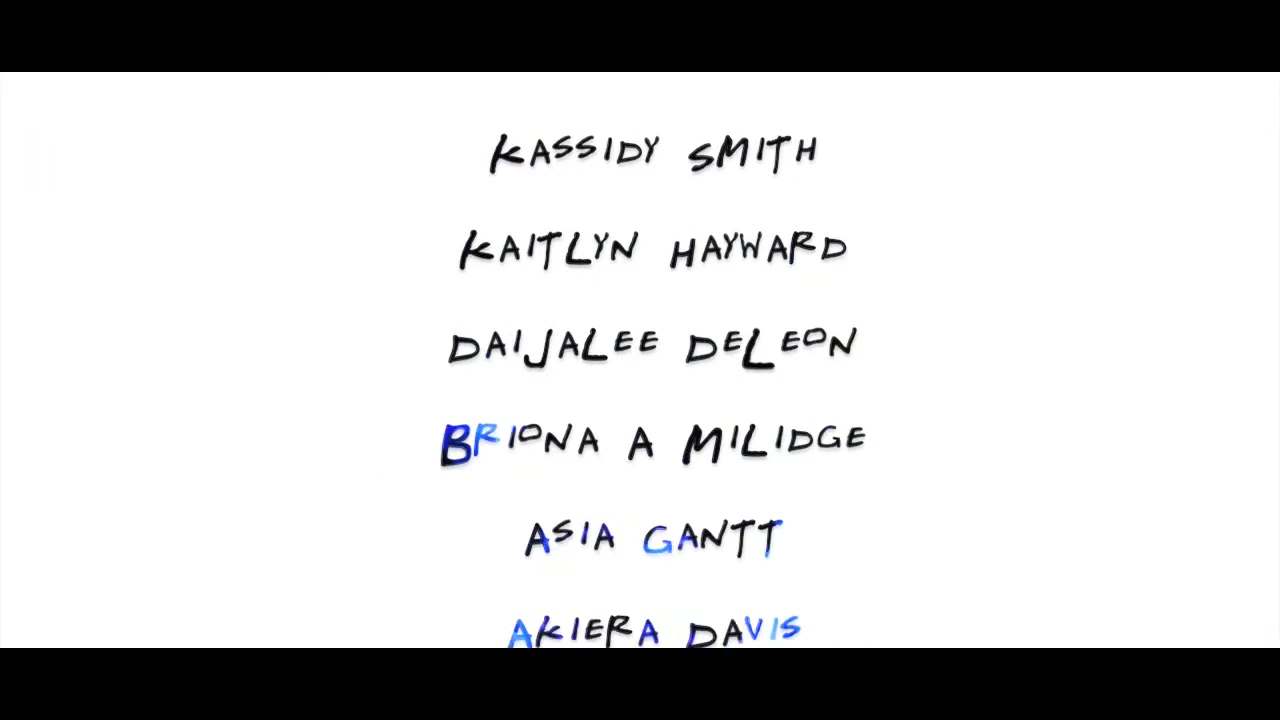 KASSIDY SMITH
KAITLYN HAYWARD
DAIJALEE DELEON
BRIONA A MILIDGE
ASIA GANTT
AKIERA DAVIS